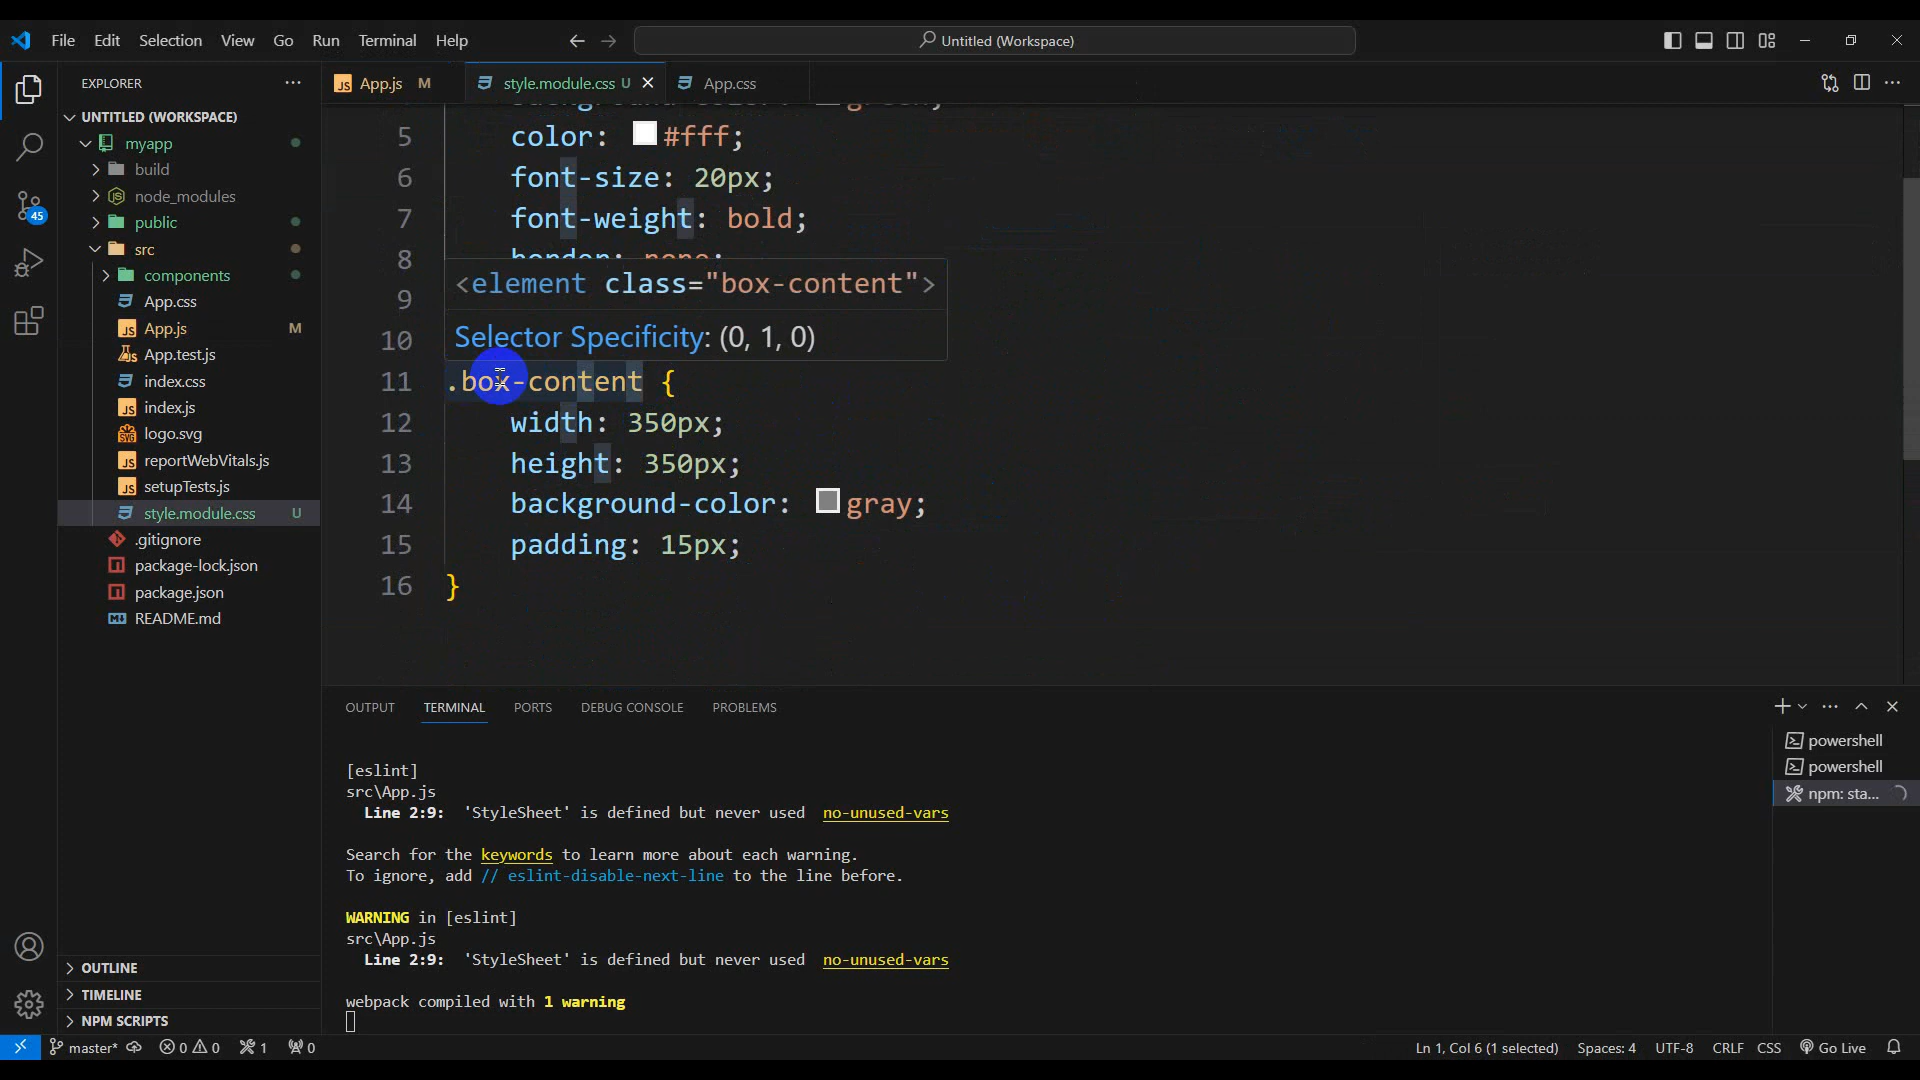 File Edit Selection View Go Run Terminal Help
Untitled (Workspace)
EXPLORER
App.js M
style.module.css U
App.css
UNTITLED (WORKSPACE)
myapp
build
node_modules
public
src
components
App.css
App.js M
App.test.js
index.css
index.js
logo.svg
reportWebVitals.js
setupTests.js
style.module.css U
.gitignore
package-lock.json
package.json
README.md
OUTLINE
TIMELINE
NPM SCRIPTS
45
5 color: #fff;
6 font-size: 20px;
7 font-weight: bold;
8 border: none;
9
<element class="box-content">
10
Selector Specificity: (0, 1, 0)
11 .box-content {
12 width: 350px;
13 height: 350px;
14 background-color: gray;
15 padding: 15px;
16 }
OUTPUT TERMINAL PORTS DEBUG CONSOLE PROBLEMS
[eslint]
src\App.js
Line 2:9: 'StyleSheet' is defined but never used no-unused-vars
Search for the keywords to learn more about each warning.
To ignore, add // eslint-disable-next-line to the line before.
WARNING in [eslint]
src\App.js
Line 2:9: 'StyleSheet' is defined but never used no-unused-vars
webpack compiled with 1 warning
powershell
powershell
npm: sta...
master* 0 0 1 0
Ln 1, Col 6 (1 selected) Spaces: 4 UTF-8 CRLF CSS Go Live